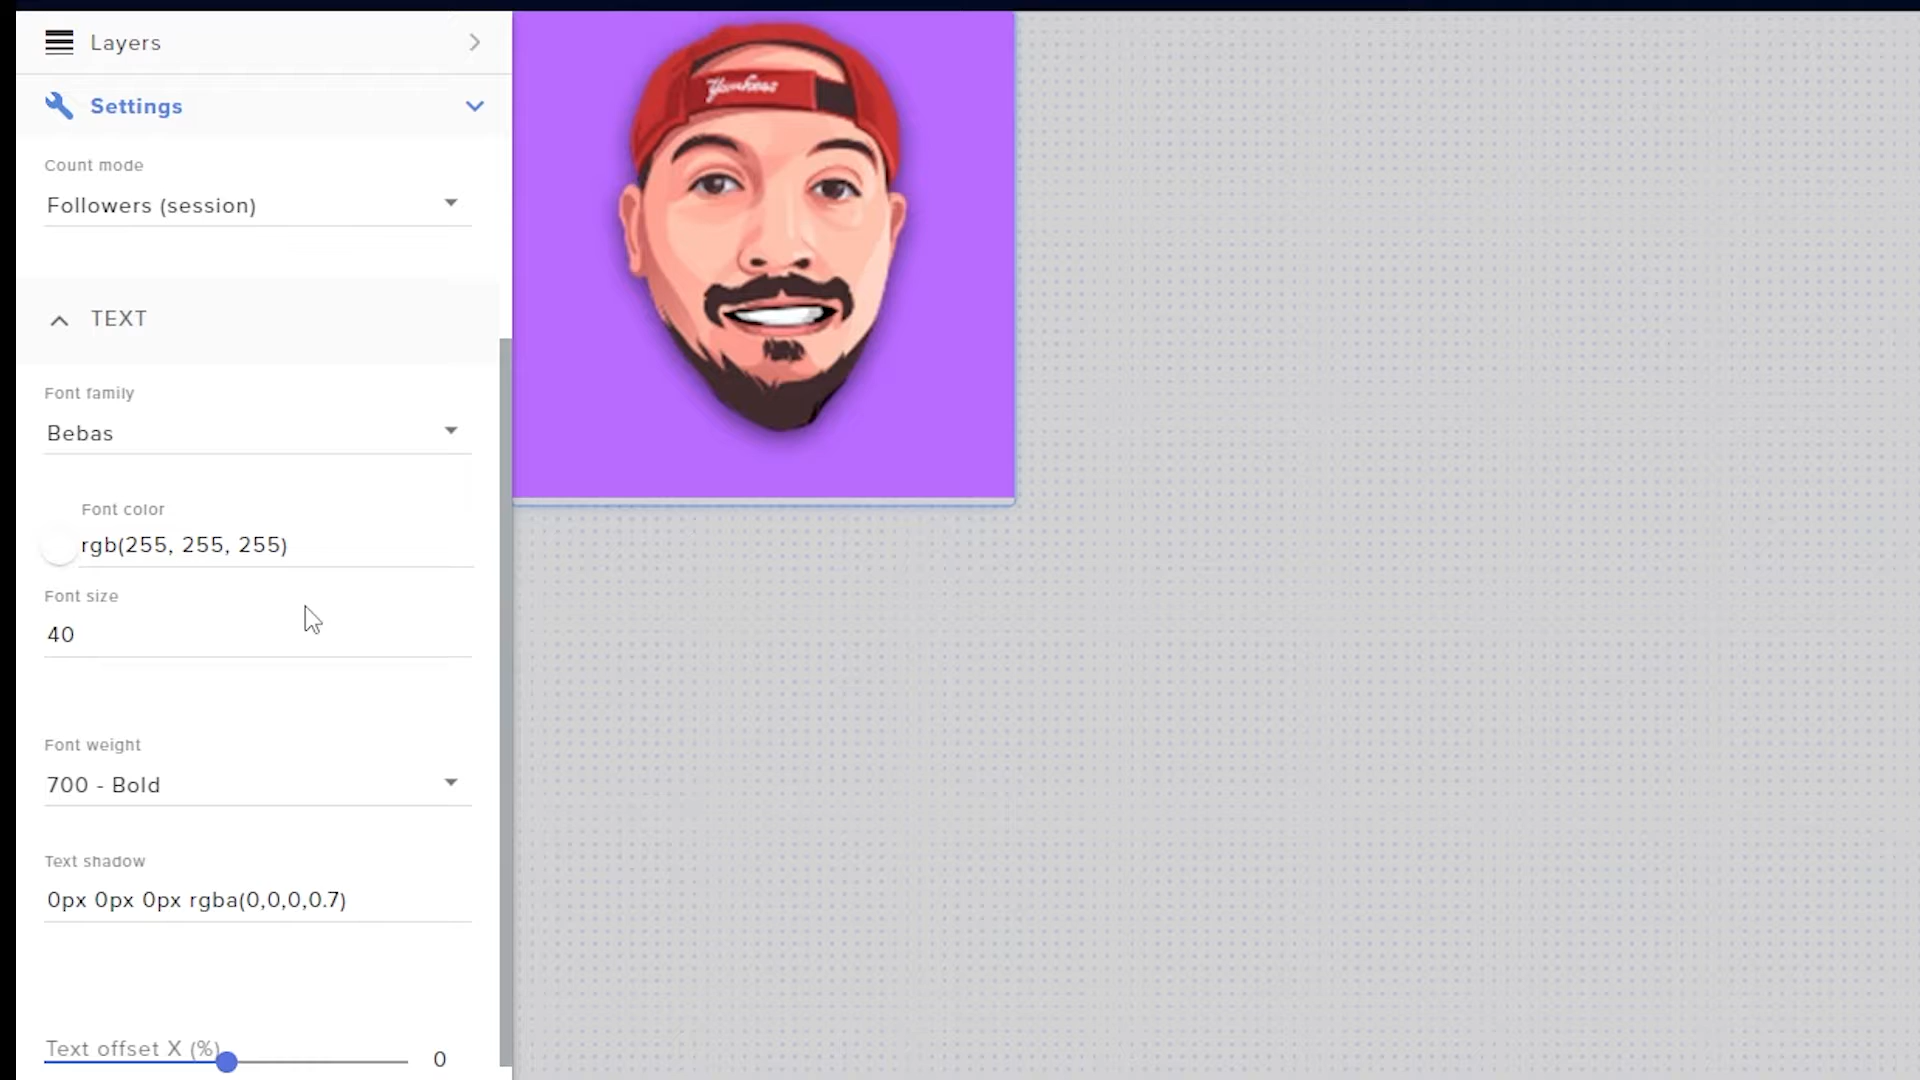 Layers
Settings
Yankees
Count mode
Followers (session)
TEXT
Font family
Bebas
Font color
rgb(255, 255, 255)
Font size
40
Font weight
700 - Bold
Text shadow
0px 0px 0px rgba(0,0,0,0.7)
Text offset X (%)
0